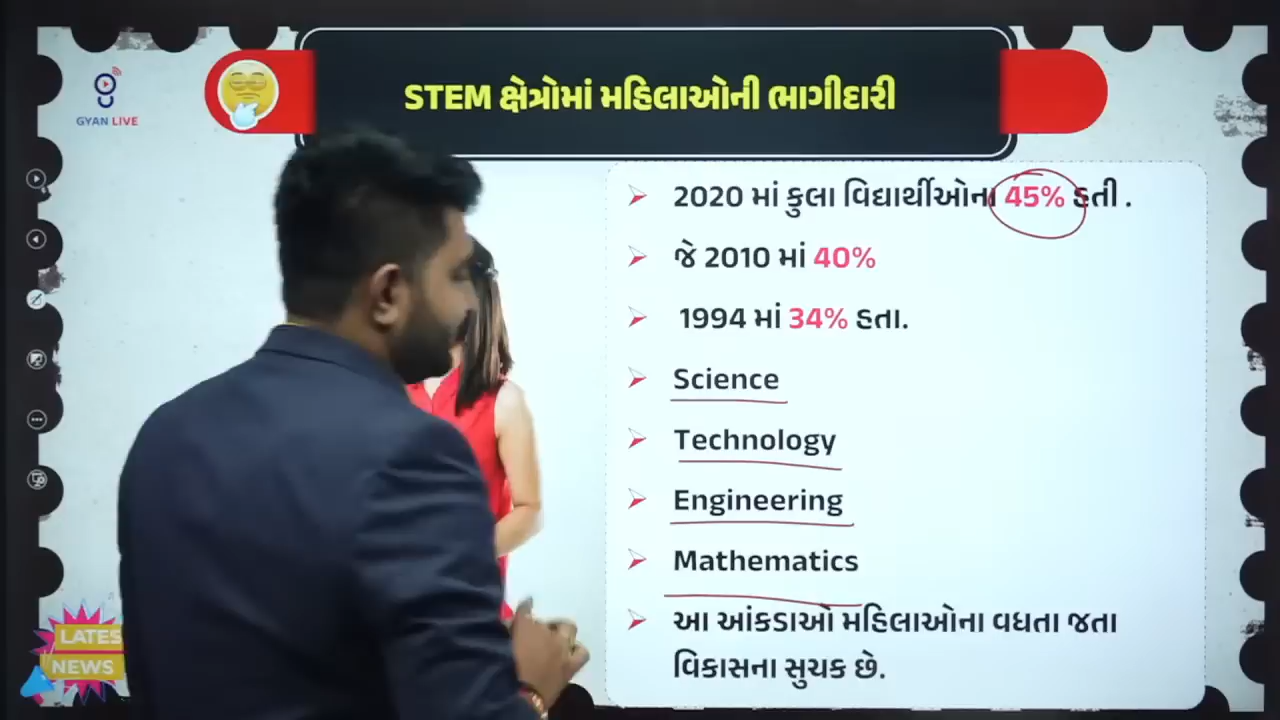 STEM ક્ષેત્રોમાં મહિલાઓની ભાગીદારી
GYAN LIVE
2020 માં કુલા વિદ્યાર્થીઓના 45% હતી .
જે 2010 માં 40%
1994 માં 34% હતા.
Science
Technology
Engineering
Mathematics
આ આંકડાઓ મહિલાઓના વધતા જતા
વિકાસના સુચક છે.
LATES
NEWS